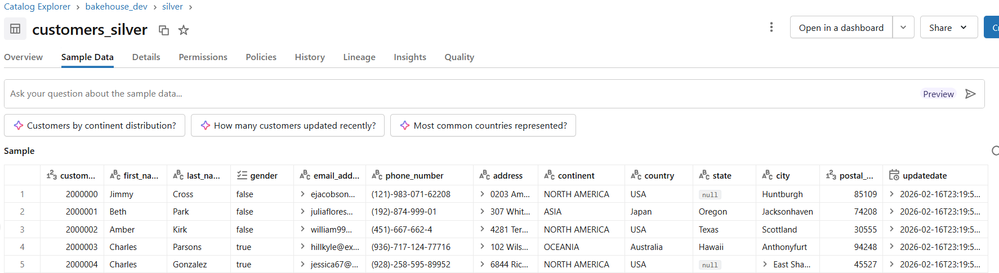 Catalog Explorer > bakehouse_dev > silver >
customers_silver
Open in a dashboard
Share
Overview Sample Data Details Permissions Policies History Lineage Insights Quality
Ask your question about the sample data...
Preview
Customers by continent distribution? How many customers updated recently? Most common countries represented?
Sample
custom... first_na... last_na... gender email_add... phone_number address continent country state city postal_... updatedate
1 2000000 Jimmy Cross false ejacobson... (121)-983-071-62208 0203 Am... NORTH AMERICA USA null Huntburgh 85109 2026-02-16T23:19:5...
2 2000001 Beth Park false juliaflores... (192)-874-999-01 307 Whit... ASIA Japan Oregon Jacksonhaven 74208 2026-02-16T23:19:5...
3 2000002 Amber Kirk false william99... (451)-667-662-4 4281 Ter... NORTH AMERICA USA Texas Scottland 30555 2026-02-16T23:19:5...
4 2000003 Charles Parsons true hillkyle@ex... (936)-717-124-77716 102 Wils... OCEANIA Australia Hawaii Anthonyfurt 94248 2026-02-16T23:19:5...
5 2000004 Charles Gonzalez true jessica67@... (928)-258-595-89952 6844 Ric... NORTH AMERICA USA null East Sha... 45527 2026-02-16T23:19:5...